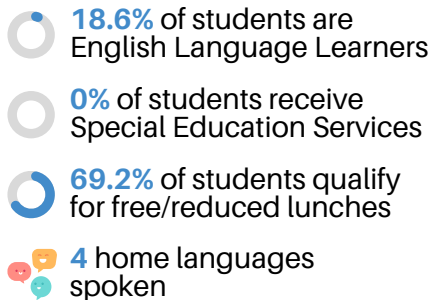 18.6% of students are
English Language Learners
0% of students receive
Special Education Services
69.2% of students qualify
for free/reduced lunches
4 home languages
spoken